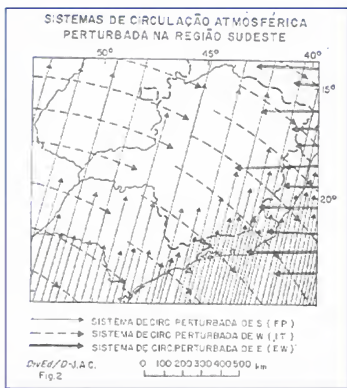 SISTEMAS DE CIRCULAÇÃO ATMOSFÉRICA
PERTURBADA NA REGIÃO SUDESTE
50° 45° 40°
15°
20°
SISTEMA DE CIRC PERTURBADA DE S (FP)
SISTEMA DE CIRC PERTURBADA DE W (IT)
SISTEMA DE CIRC.PERTURBADA DE E (EW)
DivEd/D-J.A.C. 0 100 200 300 400 500 km
Fig.2